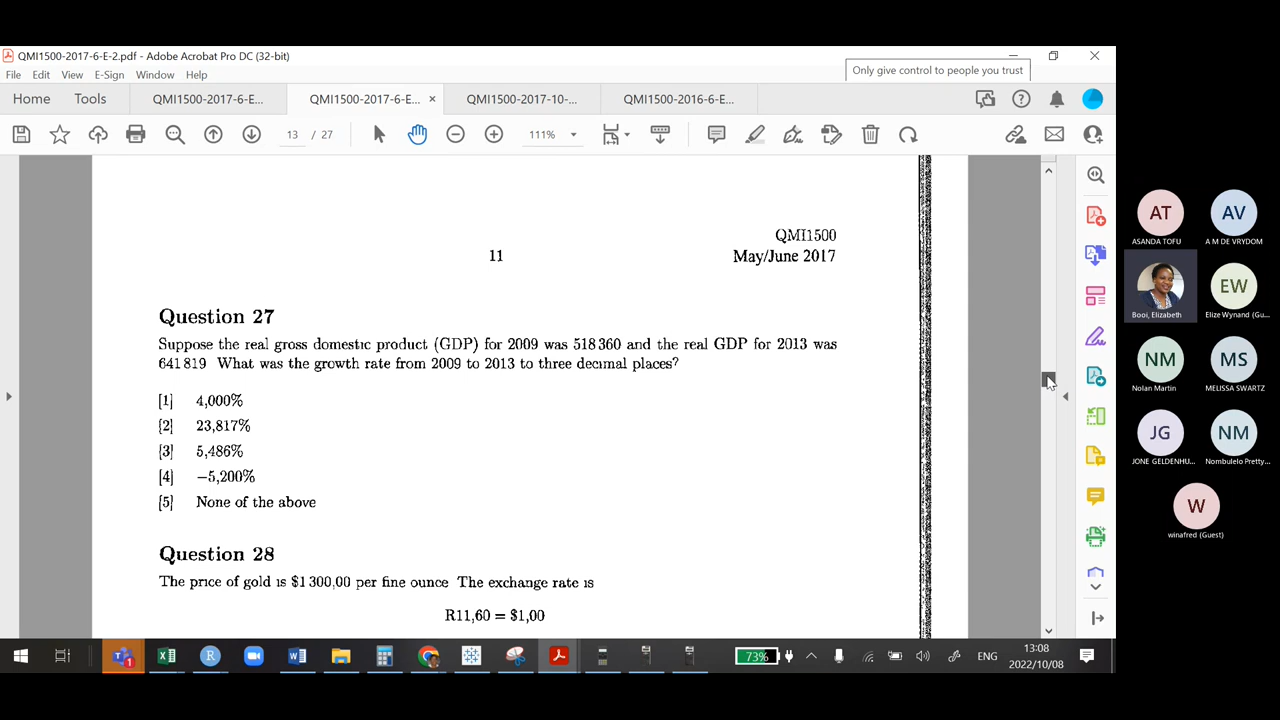 QMI1500-2017-6-E-2.pdf - Adobe Acrobat Pro DC (32-bit)
File Edit View E-Sign Window Help
Only give control to people you trust
Home Tools QMI1500-2017-6-E... QMI1500-2017-6-E... × QMI1500-2017-10-... QMI1500-2016-6-E...
13 / 27 111%
QMI1500
11 May/June 2017
Question 27
Suppose the real gross domestic product (GDP) for 2009 was 518 360 and the real GDP for 2013 was
641 819 What was the growth rate from 2009 to 2013 to three decimal places?
[1] 4,000%
[2] 23,817%
[3] 5,486%
[4] −5,200%
[5] None of the above
Question 28
The price of gold is $1 300,00 per fine ounce The exchange rate is
R11,60 = $1,00
AT AV
ASANDA TOFU A M DE VRYDOM
EW
Booi, Elizabeth Elize Wynand (Gu...
NM MS
Nolan Martin MELISSA SWARTZ
JG NM
JONE GELDENHU... Nombulelo Pretty...
W
winafred (Guest)
1 73% ENG 13:08
2022/10/08